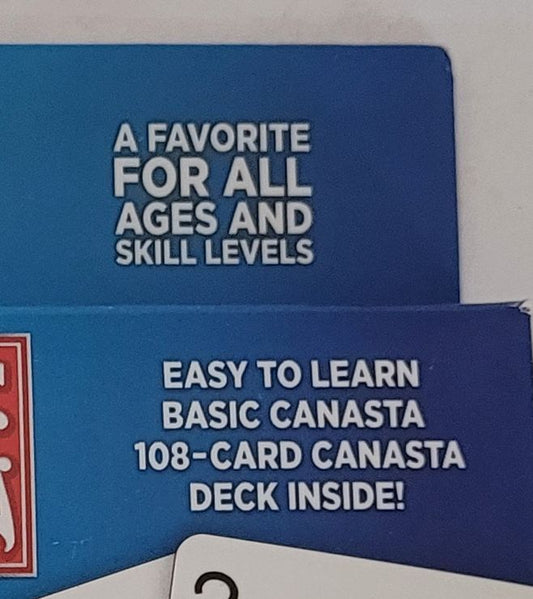 A FAVORITE
FOR ALL
AGES AND
SKILL LEVELS
EASY TO LEARN
BASIC CANASTA
108-CARD CANASTA
DECK INSIDE!